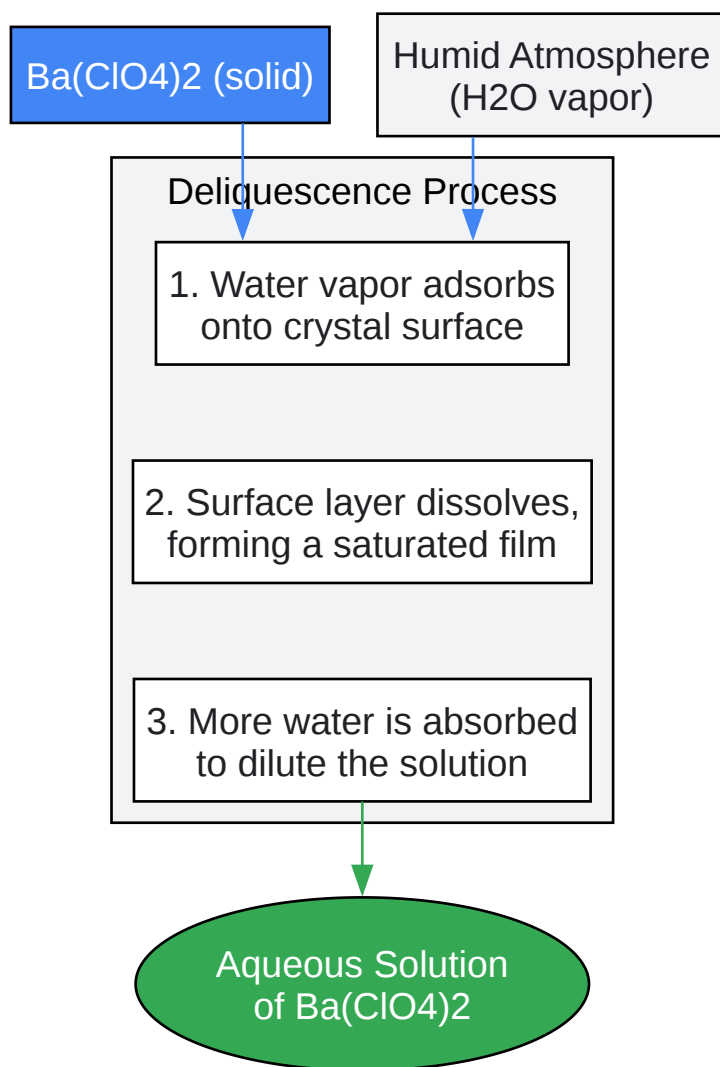 Ba(ClO4)2 (solid)
Humid Atmosphere
(H2O vapor)
Deliquescence Process
1. Water vapor adsorbs
onto crystal surface
2. Surface layer dissolves,
forming a saturated film
3. More water is absorbed
to dilute the solution
Aqueous Solution
of Ba(ClO4)2